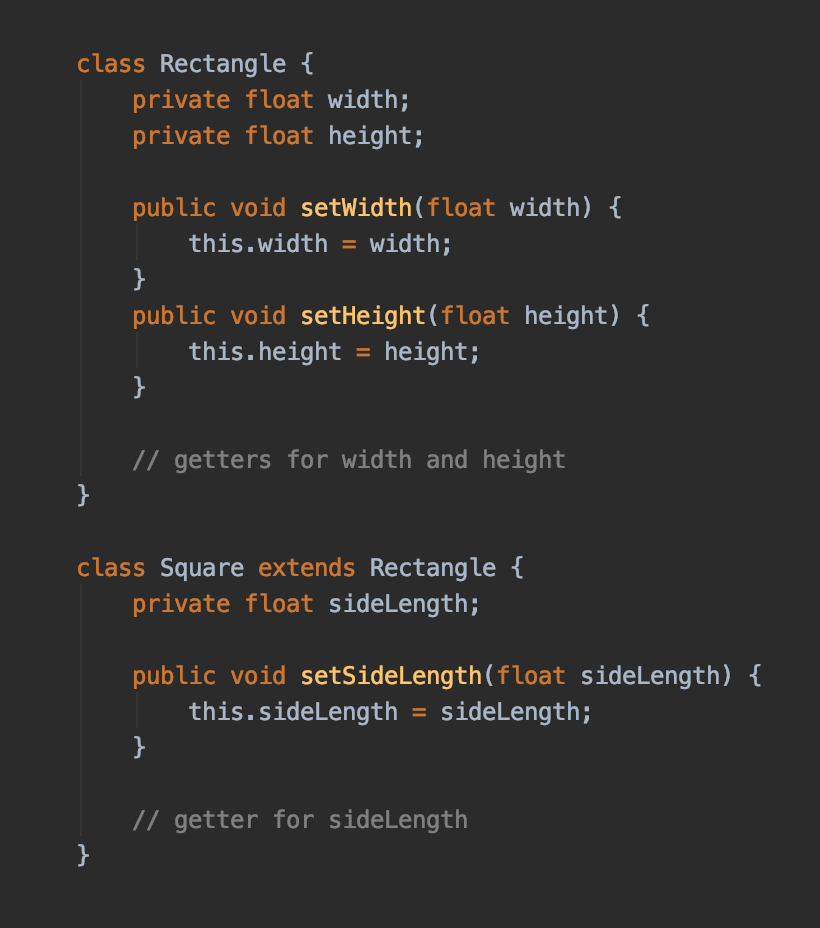 class Rectangle {
    private float width;
    private float height;

    public void setWidth(float width) {
        this.width = width;
    }
    public void setHeight(float height) {
        this.height = height;
    }

    // getters for width and height
}

class Square extends Rectangle {
    private float sideLength;

    public void setSideLength(float sideLength) {
        this.sideLength = sideLength;
    }

    // getter for sideLength
}